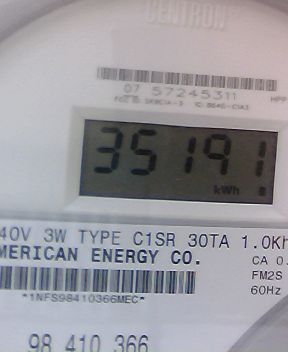 CENTRON
07 57245311
HPP
35191
kWh
40V 3W TYPE C1SR 30TA 1.0Kh
MERICAN ENERGY CO.
CA 0.
FM2S
60Hz
*1NFS98410366MEC*
98 410 366